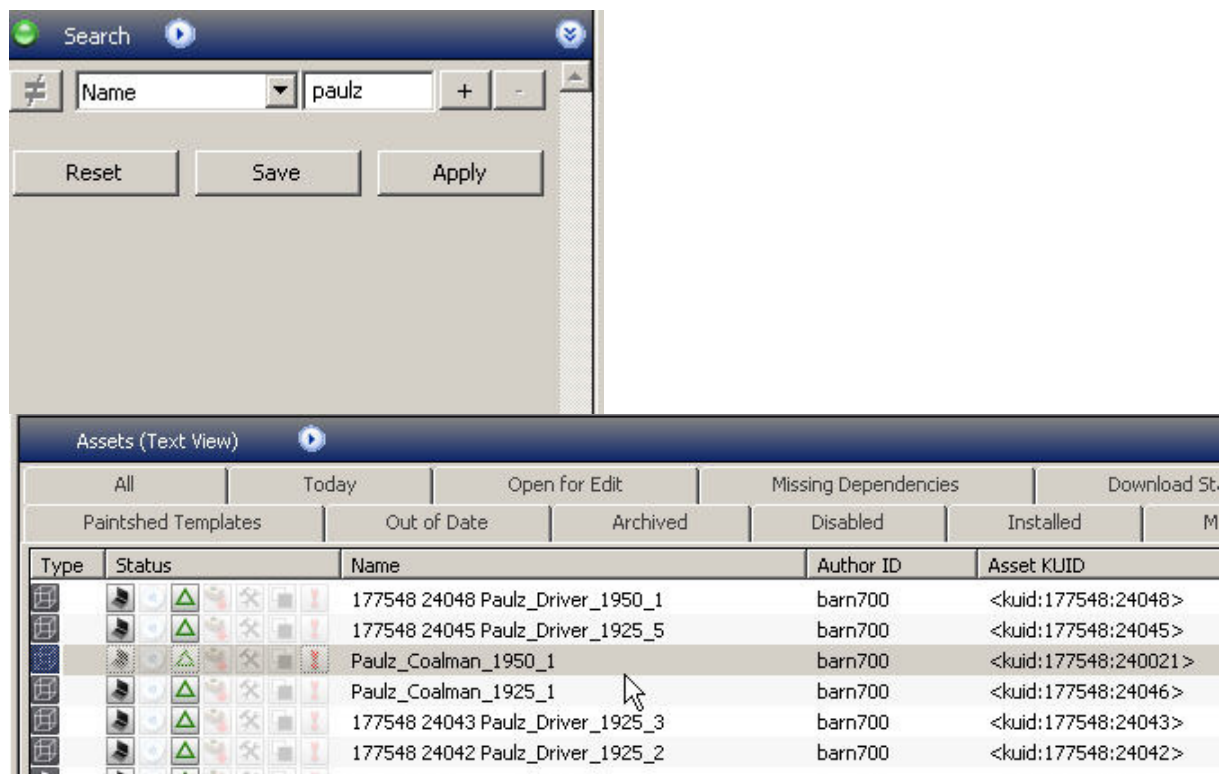 Search
≠ Name paulz + -
Reset Save Apply
Assets (Text View)
All Today Open for Edit Missing Dependencies Download Sta
Paintshed Templates Out of Date Archived Disabled Installed M
Type Status Name Author ID Asset KUID
177548 24048 Paulz_Driver_1950_1 barn700 <kuid:177548:24048>
177548 24045 Paulz_Driver_1925_5 barn700 <kuid:177548:24045>
Paulz_Coalman_1950_1 barn700 <kuid:177548:240021>
Paulz_Coalman_1925_1 barn700 <kuid:177548:24046>
177548 24043 Paulz_Driver_1925_3 barn700 <kuid:177548:24043>
177548 24042 Paulz_Driver_1925_2 barn700 <kuid:177548:24042>